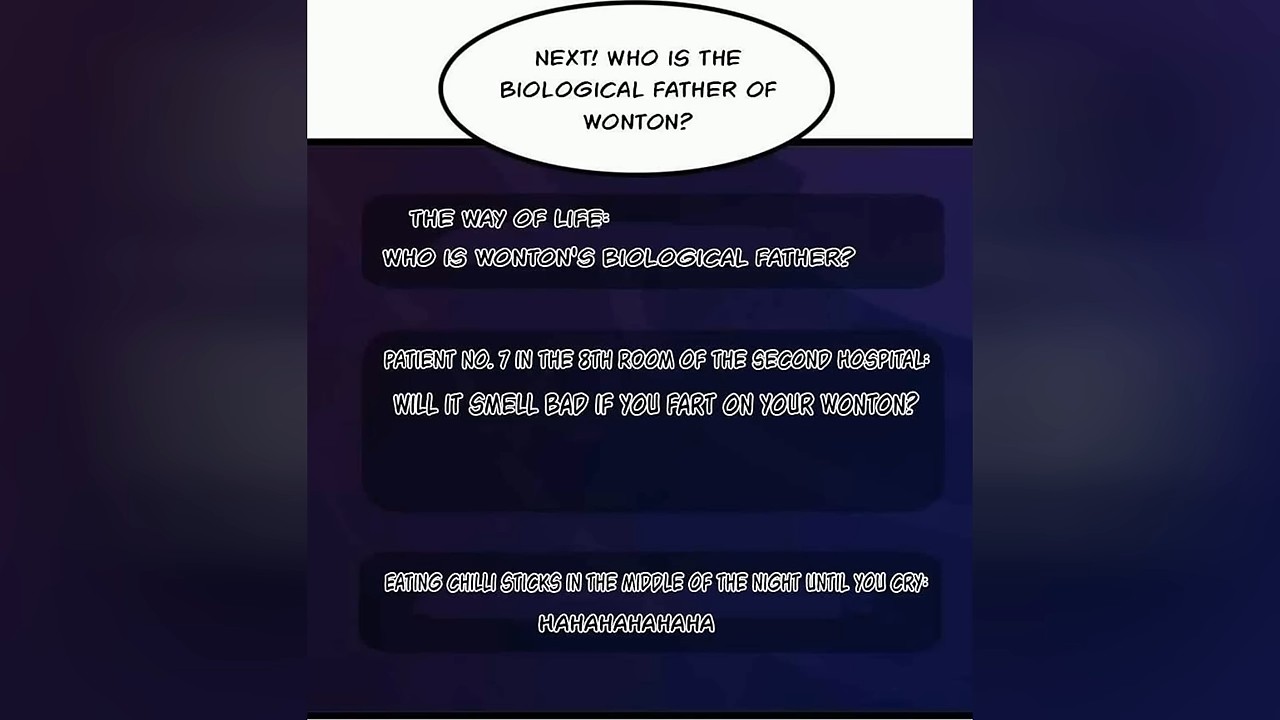 NEXT! WHO IS THE
BIOLOGICAL FATHER OF
WONTON?
THE WAY OF LIFE:
WHO IS WONTON'S BIOLOGICAL FATHER?
PATIENT NO. 7 IN THE 8TH ROOM OF THE SECOND HOSPITAL:
WILL IT SMELL BAD IF YOU FART ON YOUR WONTON?
EATING CHILLI STICKS IN THE MIDDLE OF THE NIGHT UNTIL YOU CRY:
HAHAHAHAHAHA